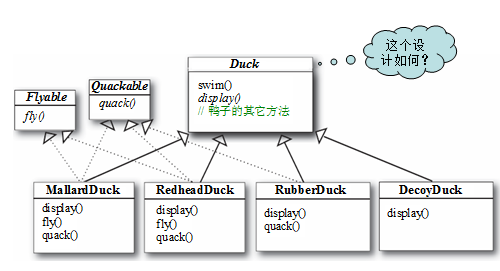 Duck
swim()
display()
// 鸭子的其它方法
这个设
计如何？
Flyable
fly()
Quackable
quack()
MallardDuck
display()
fly()
quack()
RedheadDuck
display()
fly()
quack()
RubberDuck
display()
quack()
DecoyDuck
display()